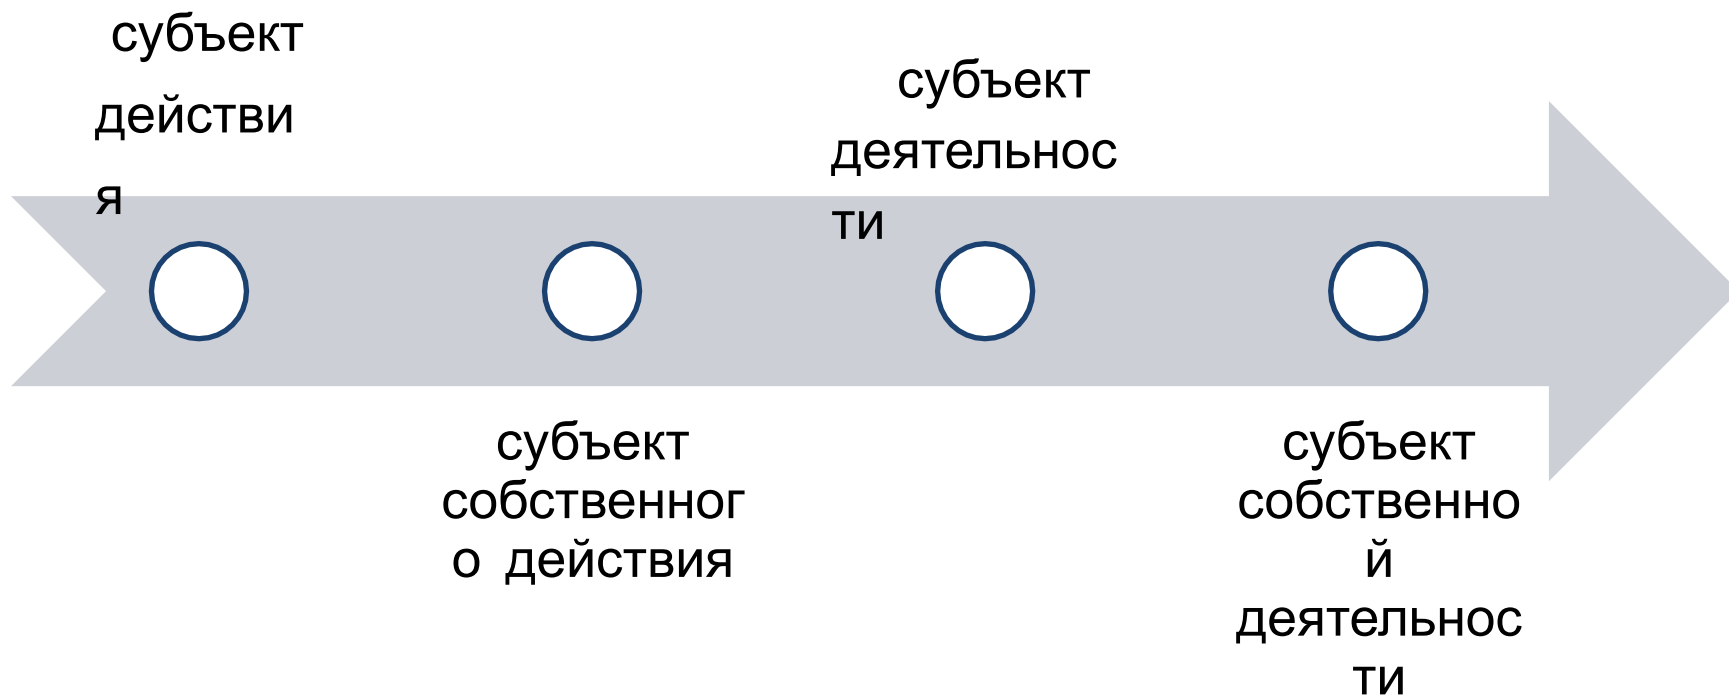 субъект
действи
я
субъект
собственног
о действия
субъект
деятельнос
ти
субъект
собственно
й
деятельнос
ти